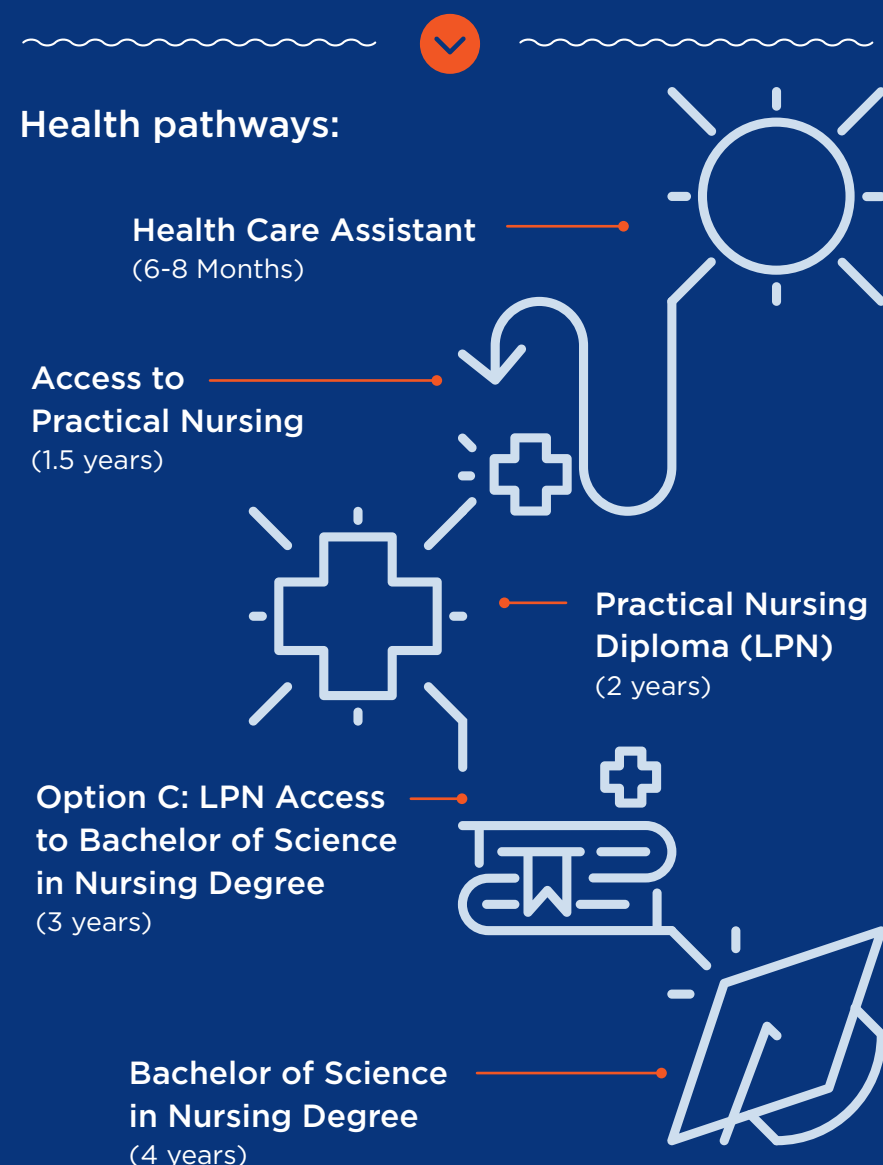 Health pathways:
Health Care Assistant
(6-8 Months)
Access to
Practical Nursing
(1.5 years)
Practical Nursing
Diploma (LPN)
(2 years)
Option C: LPN Access
to Bachelor of Science
in Nursing Degree
(3 years)
Bachelor of Science
in Nursing Degree
(4 years)